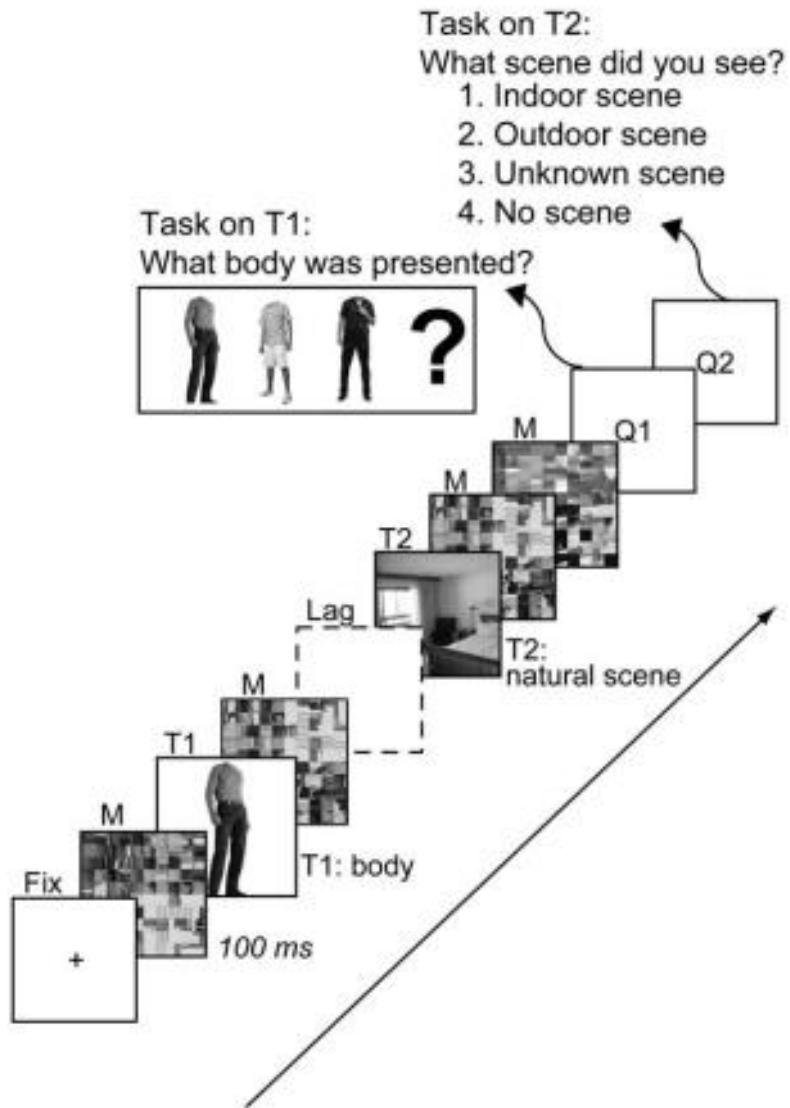 Task on T2:
What scene did you see?
1. Indoor scene
2. Outdoor scene
3. Unknown scene
4. No scene
Task on T1:
What body was presented?
?
Q2
Q1
M
M
T2
Lag
T2:
natural scene
M
T1
M
T1: body
Fix
100 ms
+